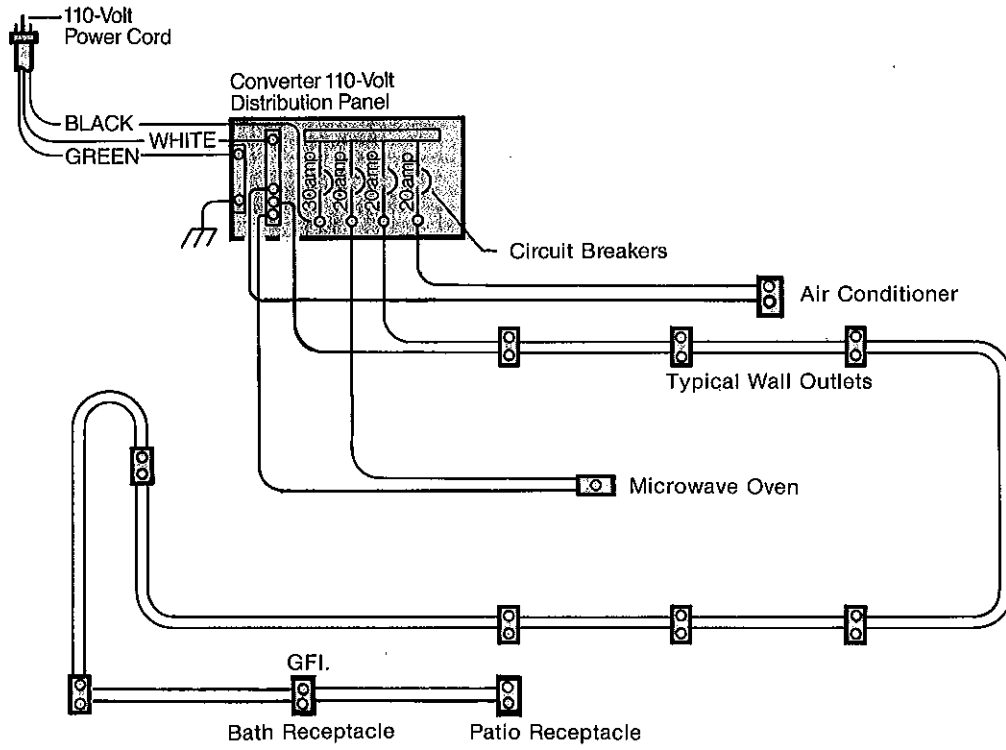 110-Volt
Power Cord
Converter 110-Volt
Distribution Panel
BLACK
WHITE
GREEN
30amp
20amp
20amp
20amp
Circuit Breakers
Air Conditioner
Typical Wall Outlets
Microwave Oven
GFI.
Bath Receptacle
Patio Receptacle